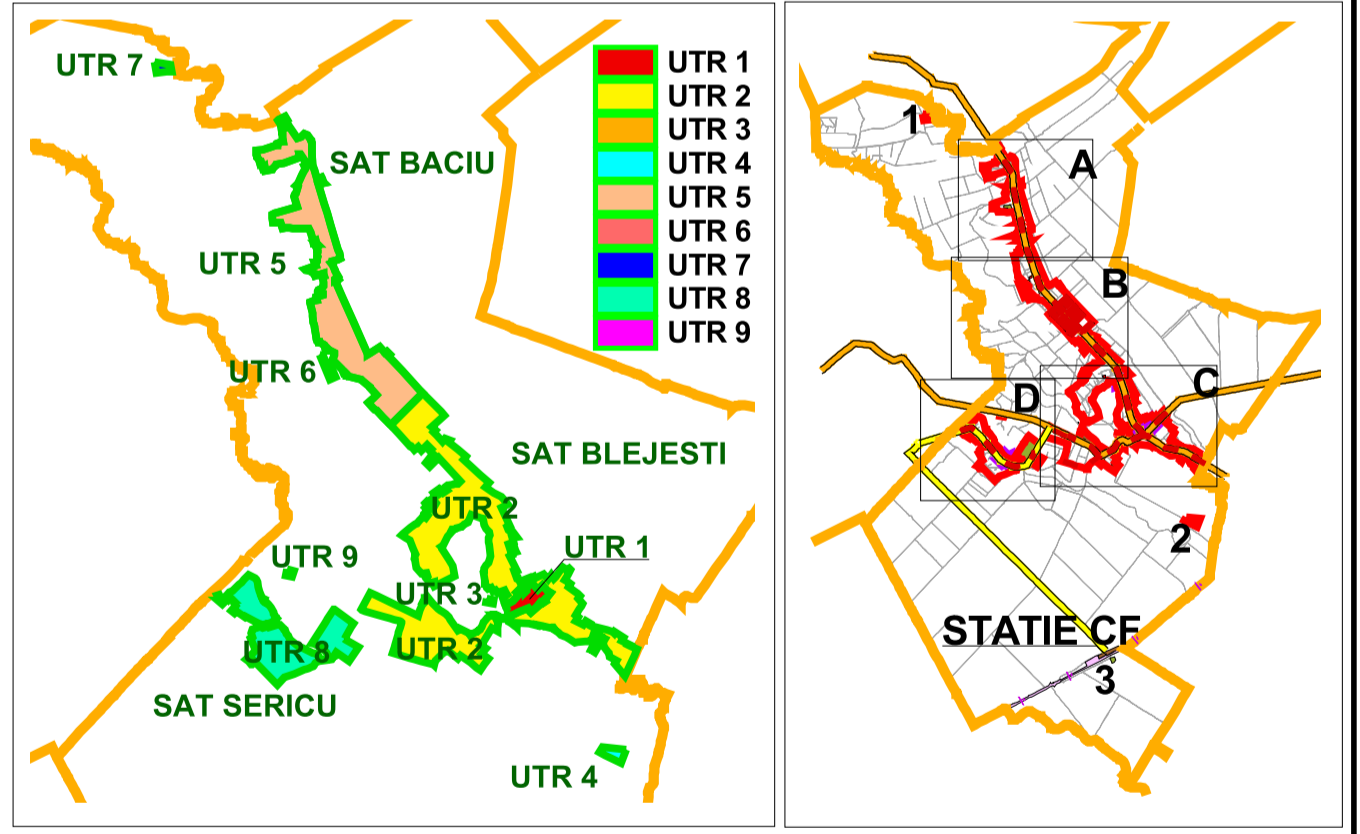 UTR 7
UTR 1
UTR 2
UTR 3
UTR 4
UTR 5
UTR 6
UTR 7
UTR 8
UTR 9
SAT BACIU
UTR 5
UTR 6
SAT BLEJESTI
UTR 2
UTR 1
UTR 9
UTR 3
UTR 2
UTR 8
SAT SERICU
UTR 4
1
A
B
C
D
2
STATIE CF
3